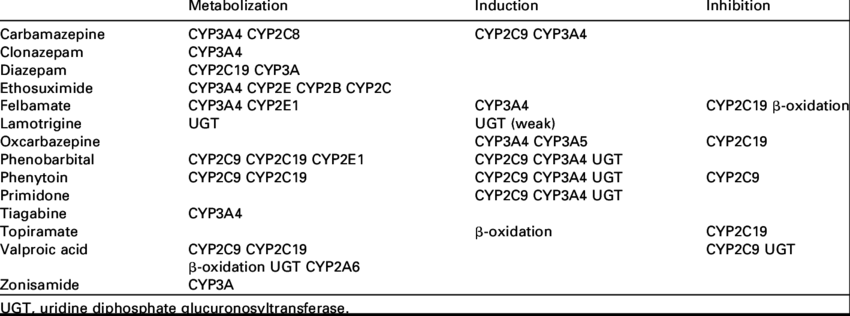 Metabolization Induction Inhibition
Carbamazepine CYP3A4 CYP2C8 CYP2C9 CYP3A4
Clonazepam CYP3A4
Diazepam CYP2C19 CYP3A
Ethosuximide CYP3A4 CYP2E CYP2B CYP2C
Felbamate CYP3A4 CYP2E1 CYP3A4 CYP2C19 β-oxidation
Lamotrigine UGT UGT (weak)
Oxcarbazepine CYP3A4 CYP3A5 CYP2C19
Phenobarbital CYP2C9 CYP2C19 CYP2E1 CYP2C9 CYP3A4 UGT
Phenytoin CYP2C9 CYP2C19 CYP2C9 CYP3A4 UGT CYP2C9
Primidone CYP2C9 CYP3A4 UGT
Tiagabine CYP3A4
Topiramate β-oxidation CYP2C19
Valproic acid CYP2C9 CYP2C19 CYP2C9 UGT
β-oxidation UGT CYP2A6
Zonisamide CYP3A
UGT, uridine diphosphate glucuronosyltransferase.